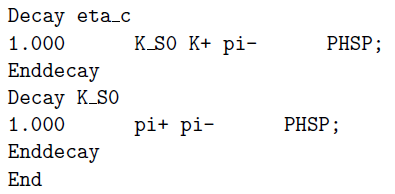 Decay eta_c
1.000 K_S0 K+ pi- PHSP;
Enddecay
Decay K_S0
1.000 pi+ pi- PHSP;
Enddecay
End